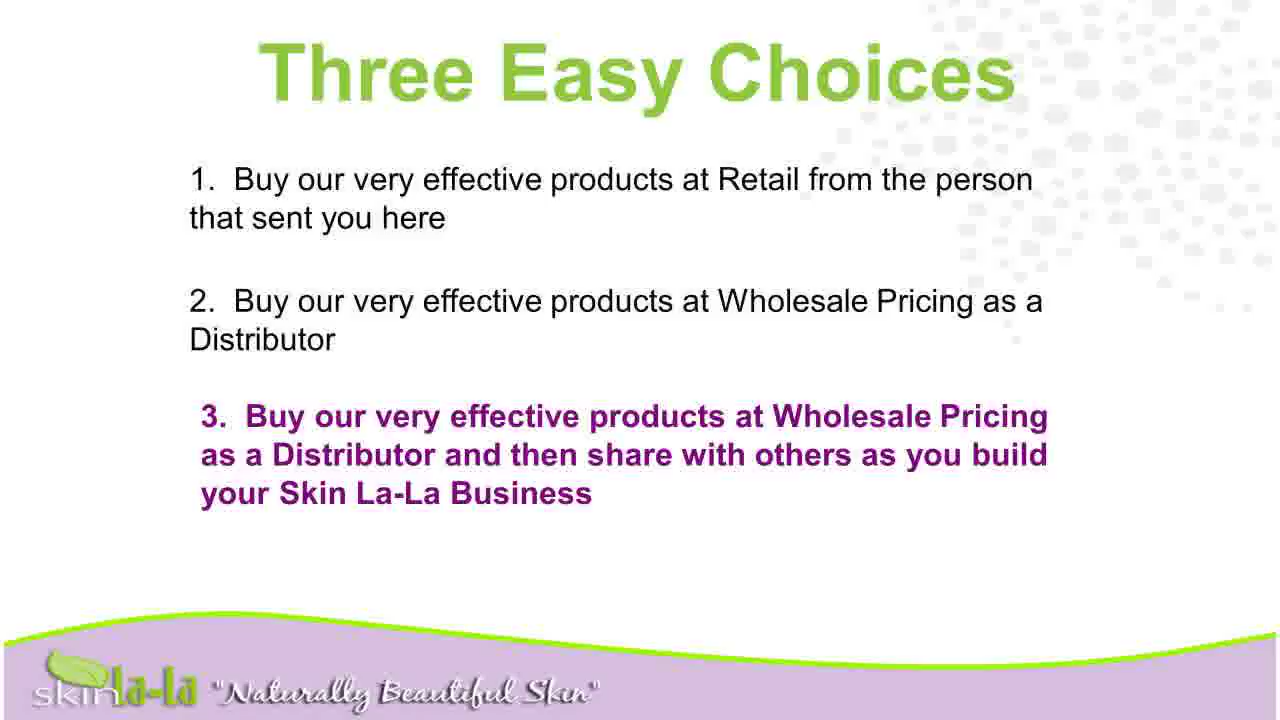 Three Easy Choices
1. Buy our very effective products at Retail from the person
that sent you here
2. Buy our very effective products at Wholesale Pricing as a
Distributor
3. Buy our very effective products at Wholesale Pricing
as a Distributor and then share with others as you build
your Skin La-La Business
skin la-la "Naturally Beautiful Skin"